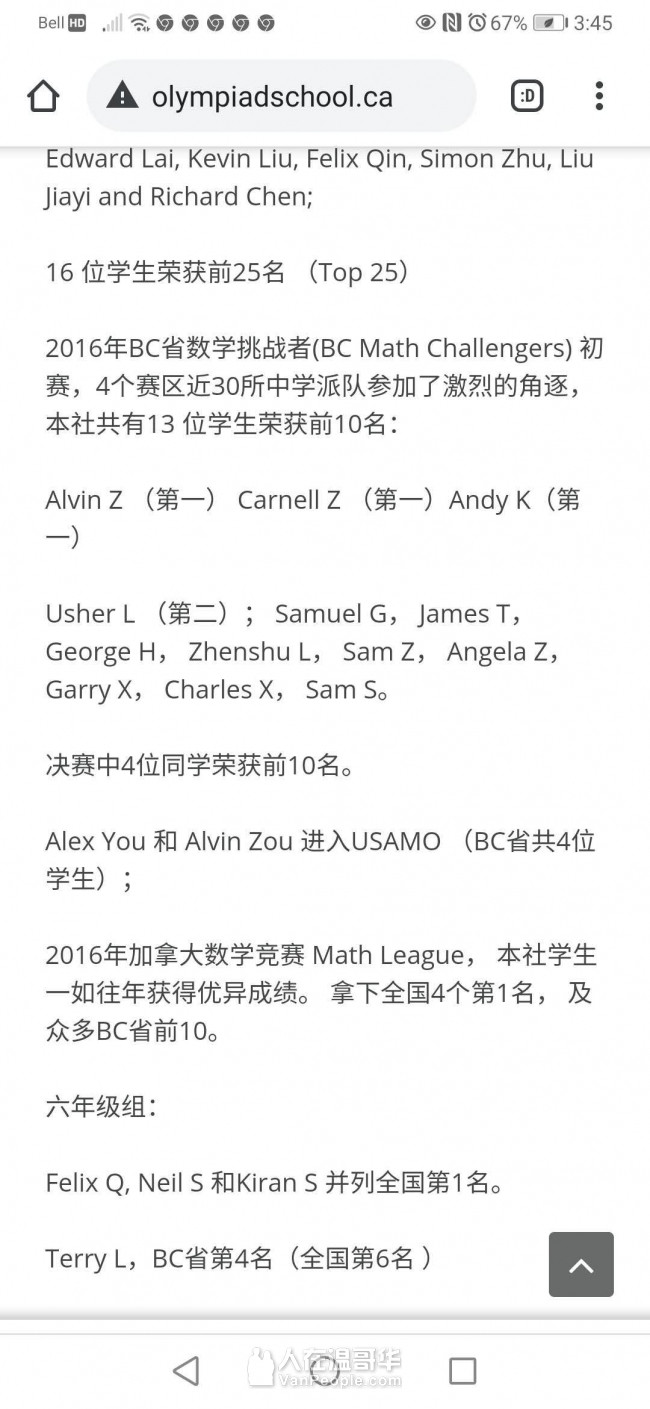 Bell HD 67% 3:45
olympiadschool.ca :D
Edward Lai, Kevin Liu, Felix Qin, Simon Zhu, Liu
Jiayi and Richard Chen;
16 位学生荣获前25名 （Top 25）
2016年BC省数学挑战者(BC Math Challengers) 初
赛，4个赛区近30所中学派队参加了激烈的角逐，
本社共有13 位学生荣获前10名：
Alvin Z （第一） Carnell Z （第一）Andy K（第
一）
Usher L （第二）； Samuel G， James T，
George H， Zhenshu L， Sam Z， Angela Z，
Garry X， Charles X， Sam S。
决赛中4位同学荣获前10名。
Alex You 和 Alvin Zou 进入USAMO （BC省共4位
学生）；
2016年加拿大数学竞赛 Math League， 本社学生
一如往年获得优异成绩。 拿下全国4个第1名， 及
众多BC省前10。
六年级组：
Felix Q, Neil S 和Kiran S 并列全国第1名。
Terry L，BC省第4名（全国第6名 ）
人在温哥华
VanPeople.com